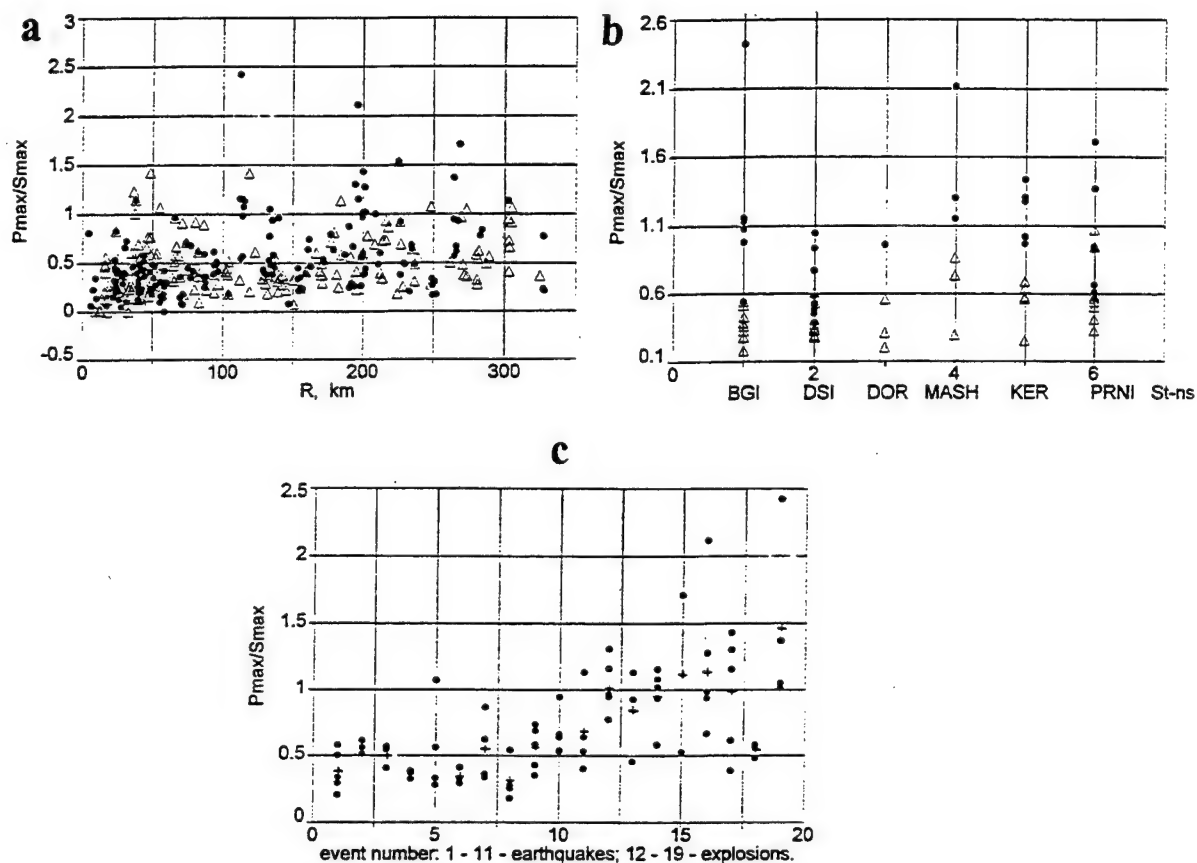 a
3
2.5
2
1.5
1
0.5
0
-0.5
Pmax/Smax
0 100 200 300
R, km
b
2.6
2.1
1.6
1.1
0.6
0.1
Pmax/Smax
0 2 4 6
BGI DSI DOR MASH KER PRNI St-ns
c
2.5
2
1.5
1
0.5
0
Pmax/Smax
0 5 10 15 20
event number: 1 - 11 - earthquakes; 12 - 19 - explosions.